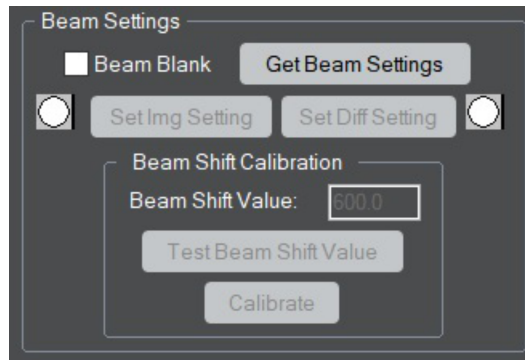 Beam Settings
Beam Blank Get Beam Settings
Set Img Setting Set Diff Setting
Beam Shift Calibration
Beam Shift Value: 600.0
Test Beam Shift Value
Calibrate